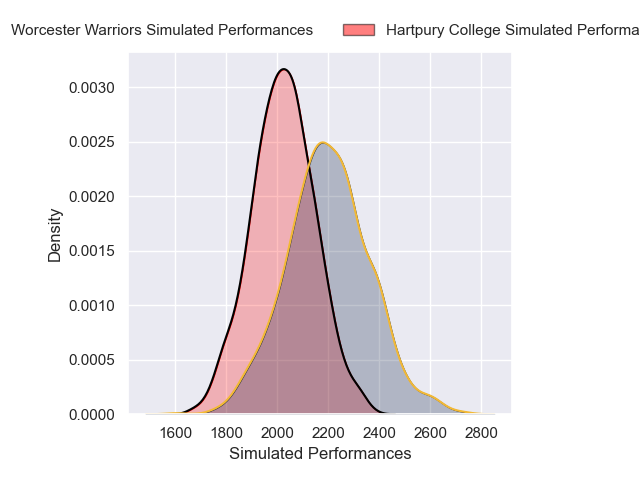 Worcester Warriors Simulated Performances Hartpury College Simulated
0.0030
0.0025
0.0020
0.0015
0.0010
0.0005
0.0000
Density
1600 1800 2000 2200 2400 2600 2800
Simulated Performances